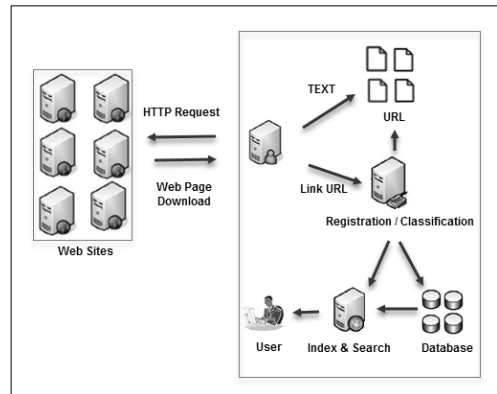 HTTP Request
Web Page
Download
Web Sites
TEXT
URL
Link URL
Registration / Classification
User
Index & Search
Database